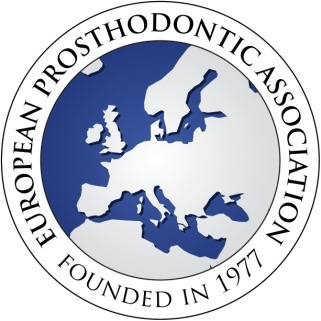 EUROPEAN PROSTHODONTIC ASSOCIATION
FOUNDED IN 1977